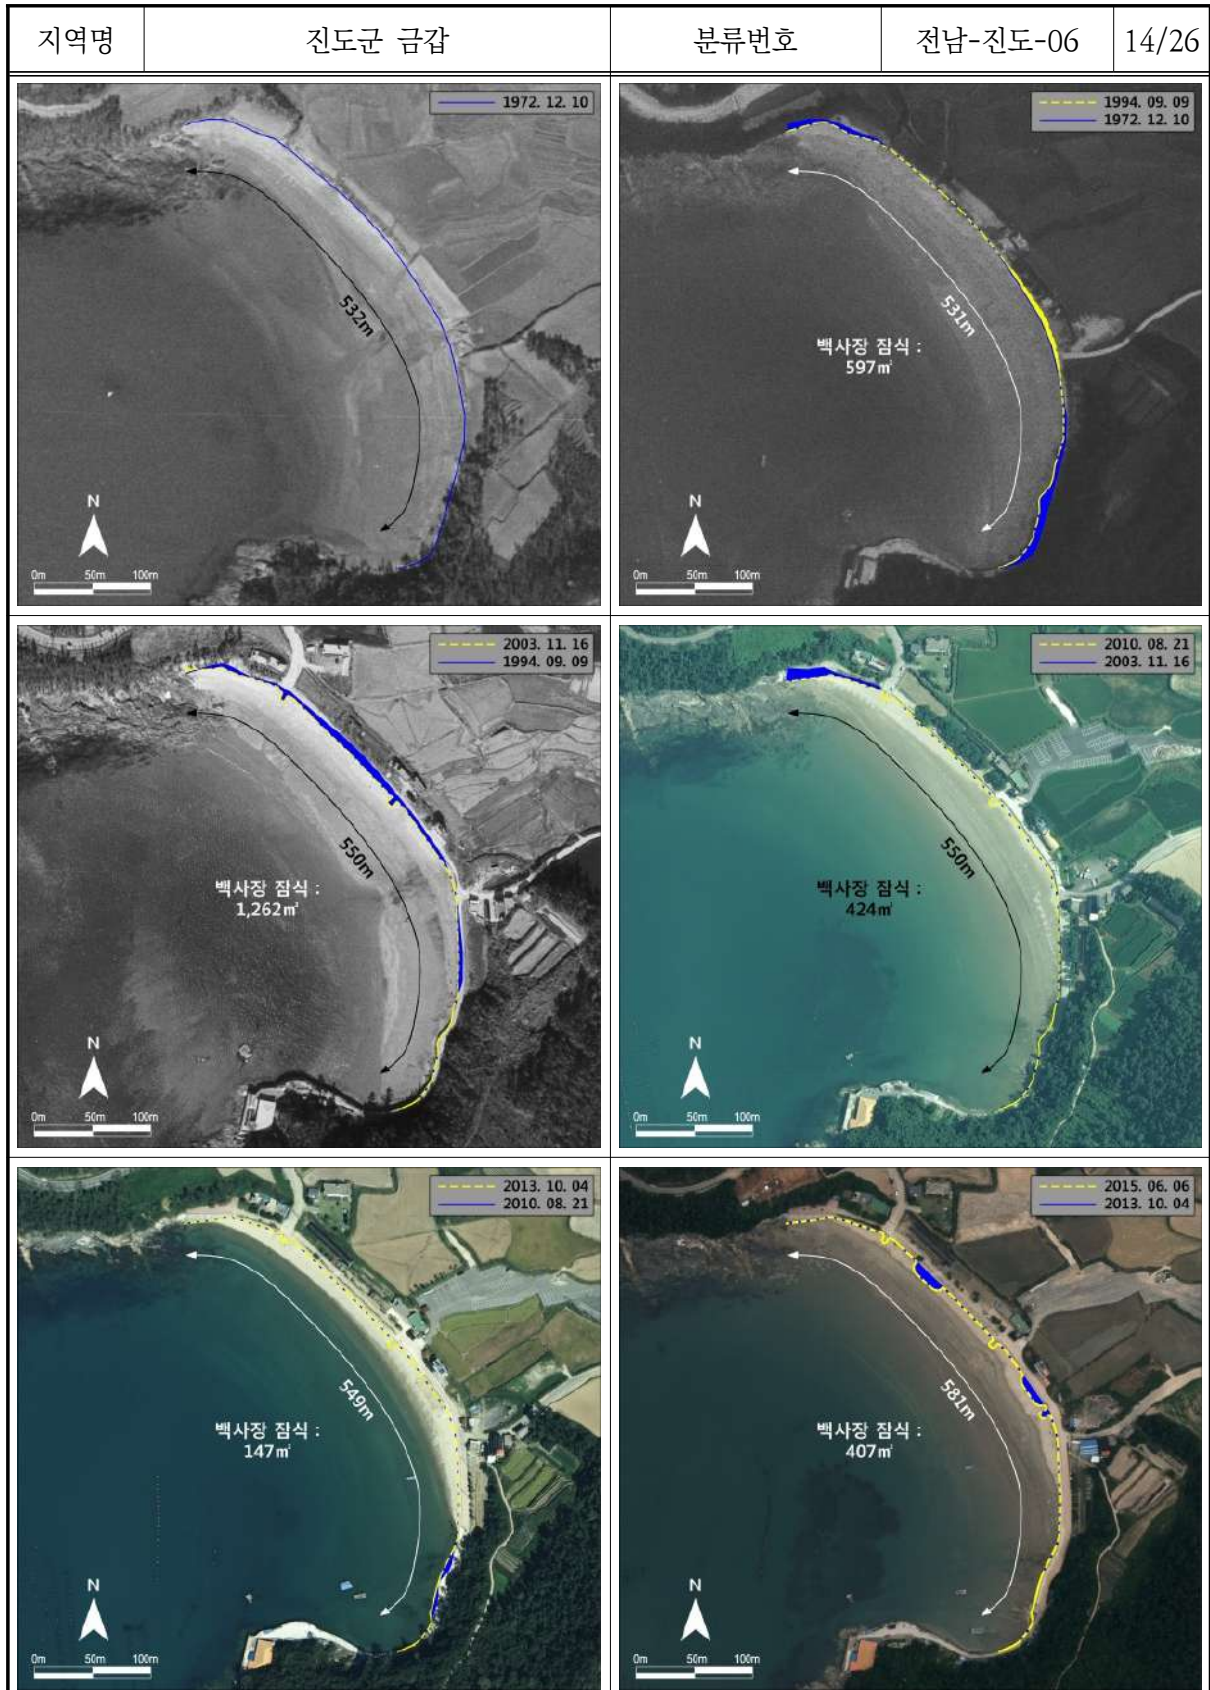 지역명 진도군 금갑 분류번호 전남-진도-06 14/26
1972. 12. 10
532m
N
0m 50m 100m
1994. 09. 09
1972. 12. 10
531m
백사장 잠식 :
597㎡
N
0m 50m 100m
2003. 11. 16
1994. 09. 09
550m
백사장 잠식 :
1,262㎡
N
0m 50m 100m
2010. 08. 21
2003. 11. 16
550m
백사장 잠식 :
424㎡
N
0m 50m 100m
2013. 10. 04
2010. 08. 21
549m
백사장 잠식 :
147㎡
N
0m 50m 100m
2015. 06. 06
2013. 10. 04
581m
백사장 잠식 :
407㎡
N
0m 50m 100m